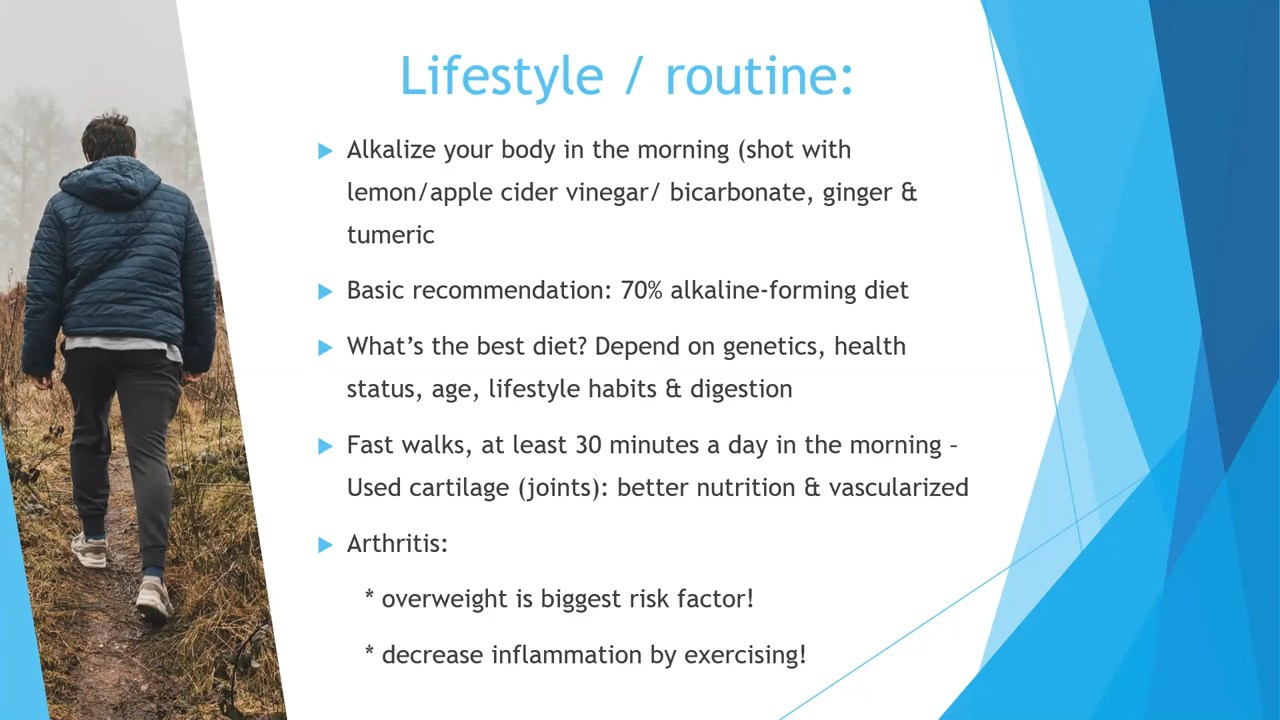 Lifestyle / routine:
Alkalize your body in the morning (shot with
lemon/apple cider vinegar/ bicarbonate, ginger &
tumeric
Basic recommendation: 70% alkaline-forming diet
What’s the best diet? Depend on genetics, health
status, age, lifestyle habits & digestion
Fast walks, at least 30 minutes a day in the morning –
Used cartilage (joints): better nutrition & vascularized
Arthritis:
* overweight is biggest risk factor!
* decrease inflammation by exercising!